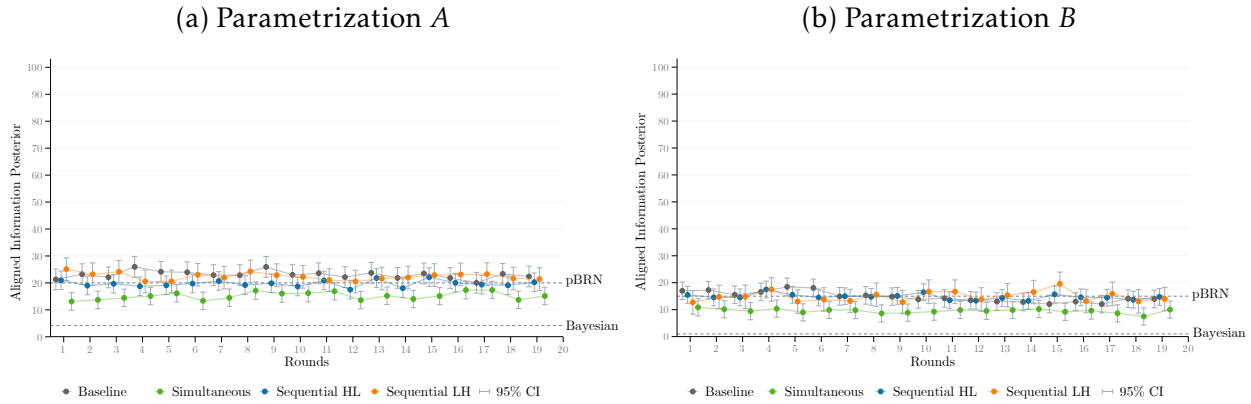 (a) Parametrization A
Aligned Information Posterior
100
90
80
70
60
50
40
30
20
10
0
pBRN
Bayesian
1 2 3 4 5 6 7 8 9 10 11 12 13 14 15 16 17 18 19 20
Rounds
Baseline Simultaneous Sequential HL Sequential LH 95% CI
(b) Parametrization B
Aligned Information Posterior
100
90
80
70
60
50
40
30
20
10
0
pBRN
Bayesian
1 2 3 4 5 6 7 8 9 10 11 12 13 14 15 16 17 18 19 20
Rounds
Baseline Simultaneous Sequential HL Sequential LH 95% CI